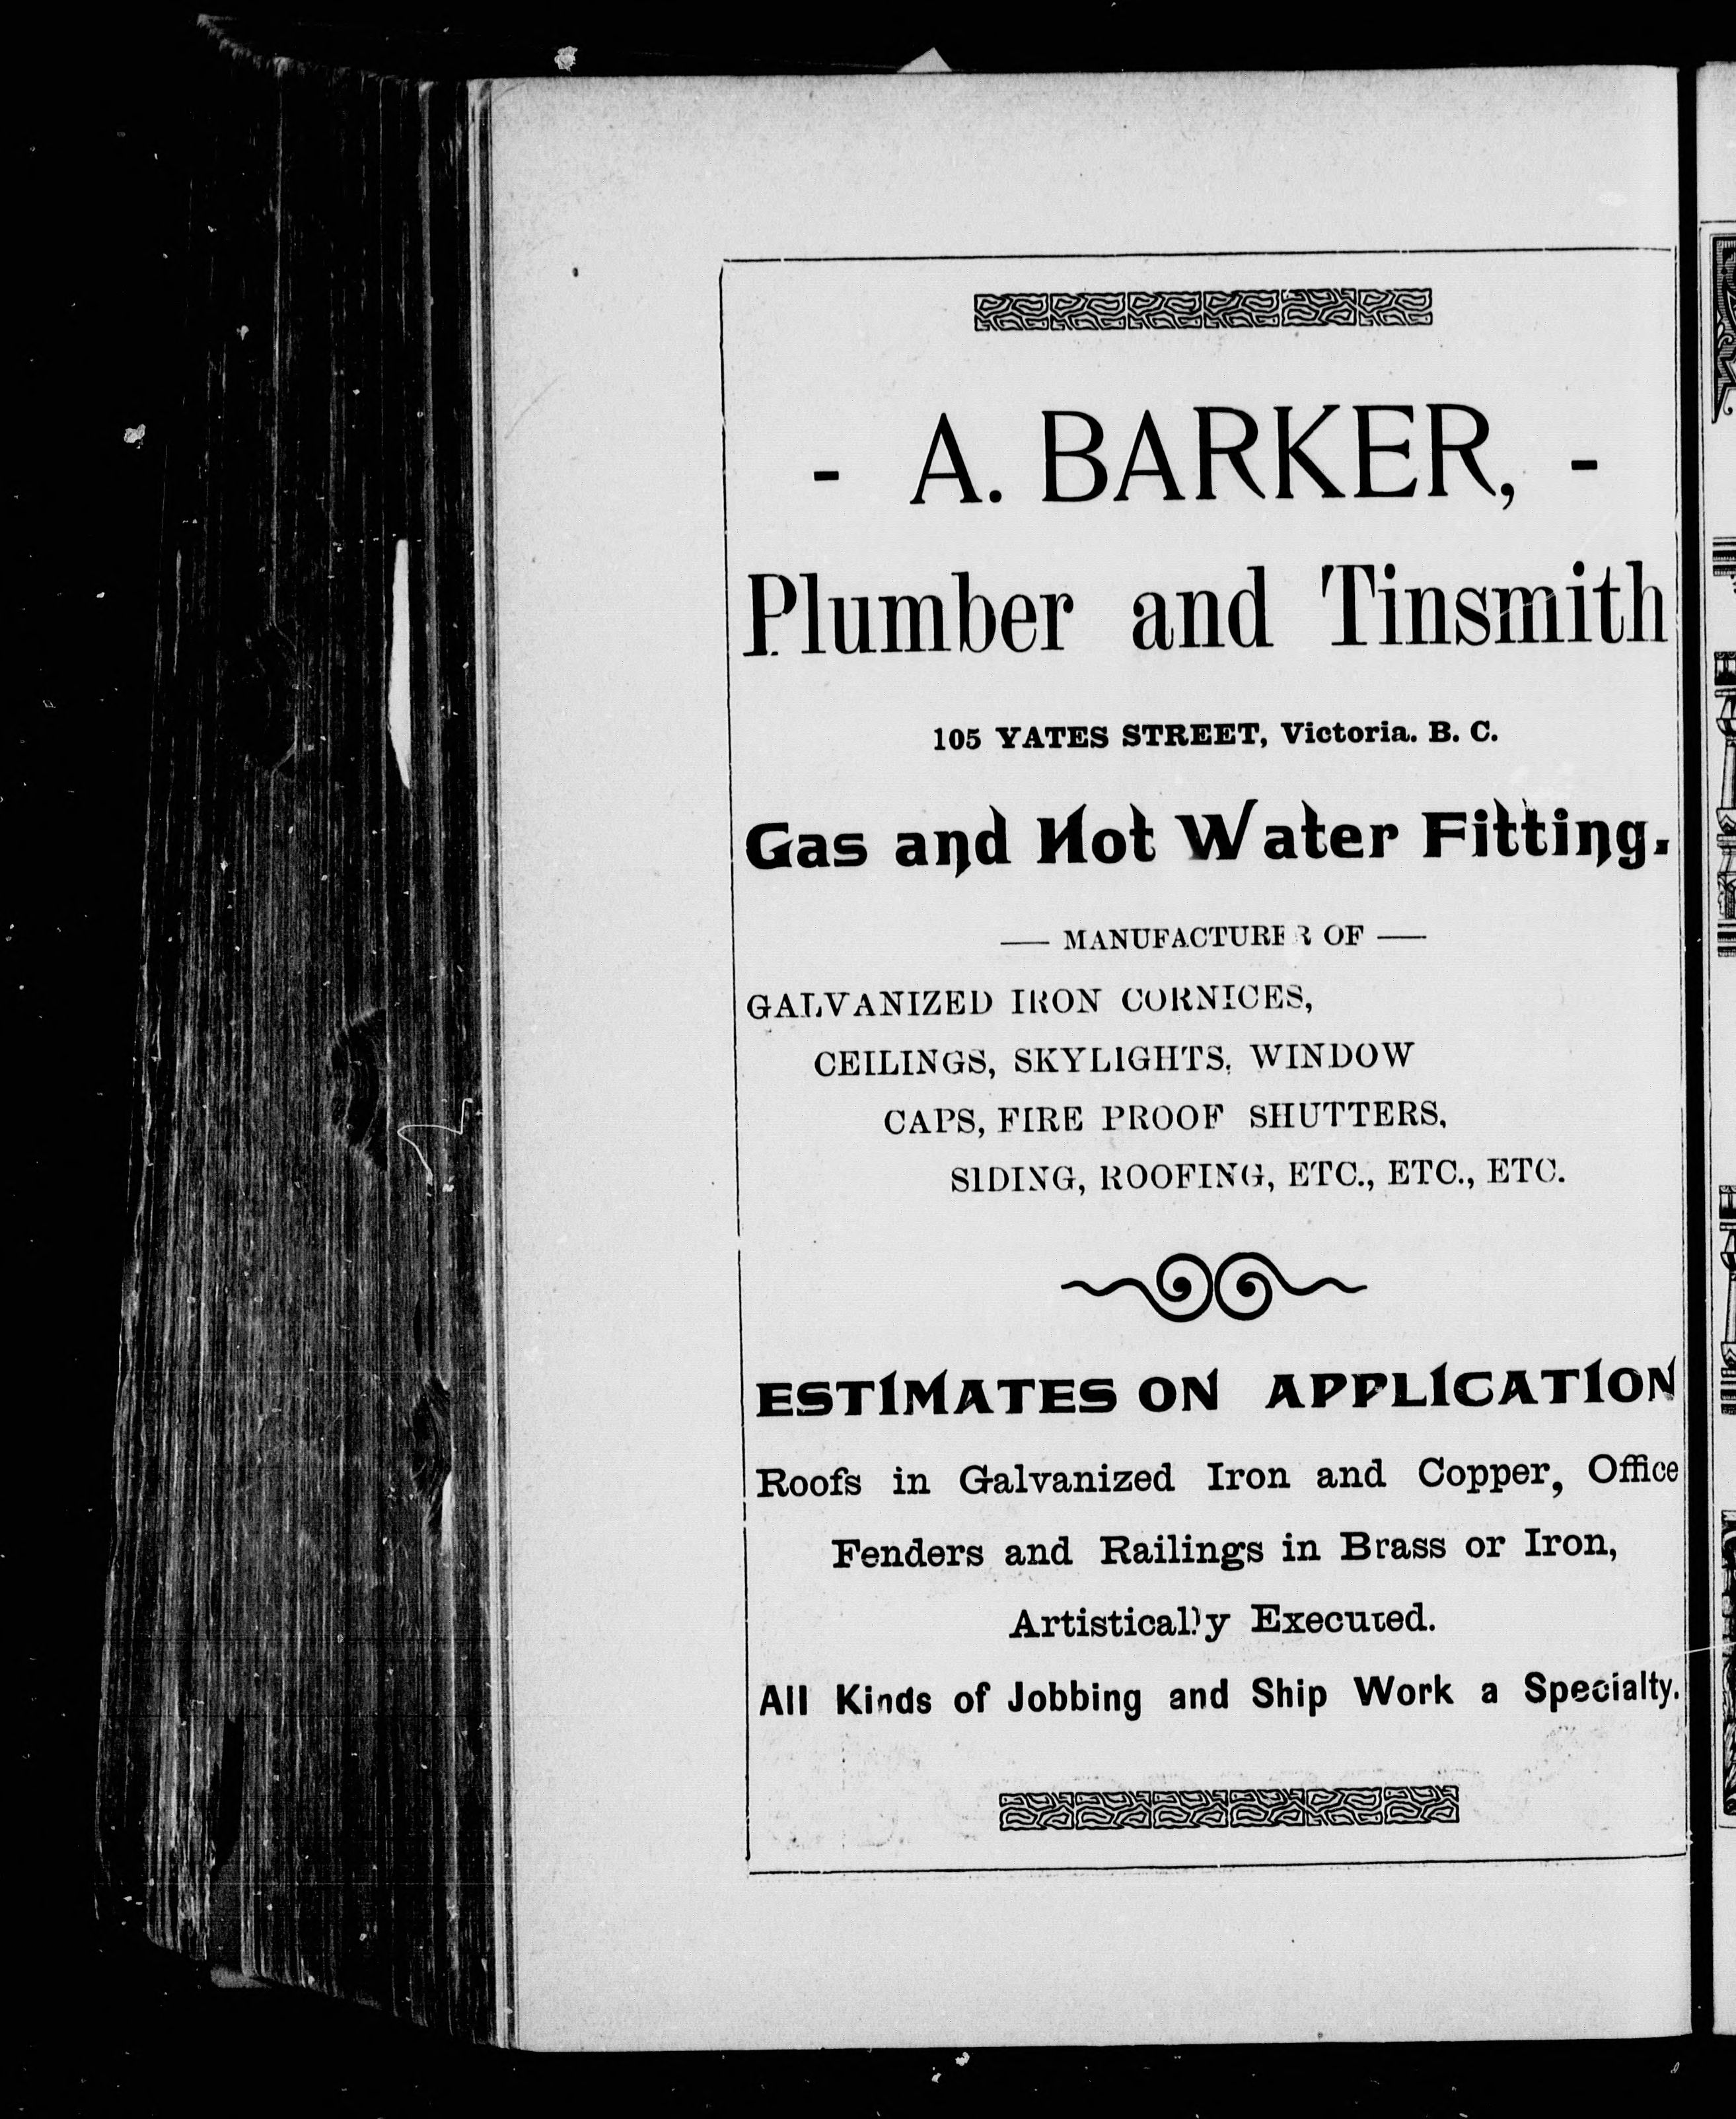 - A. BARKER, -
Plumber and Tinsmith
105 YATES STREET, Victoria. B. C.
Gas and Hot Water Fitting.
— MANUFACTURER OF —
GALVANIZED IRON CORNICES,
CEILINGS, SKYLIGHTS, WINDOW
CAPS, FIRE PROOF SHUTTERS,
SIDING, ROOFING, ETC., ETC., ETC.
ESTIMATES ON APPLICATION
Roofs in Galvanized Iron and Copper, Office
Fenders and Railings in Brass or Iron,
Artistically Executed.
All Kinds of Jobbing and Ship Work a Specialty.